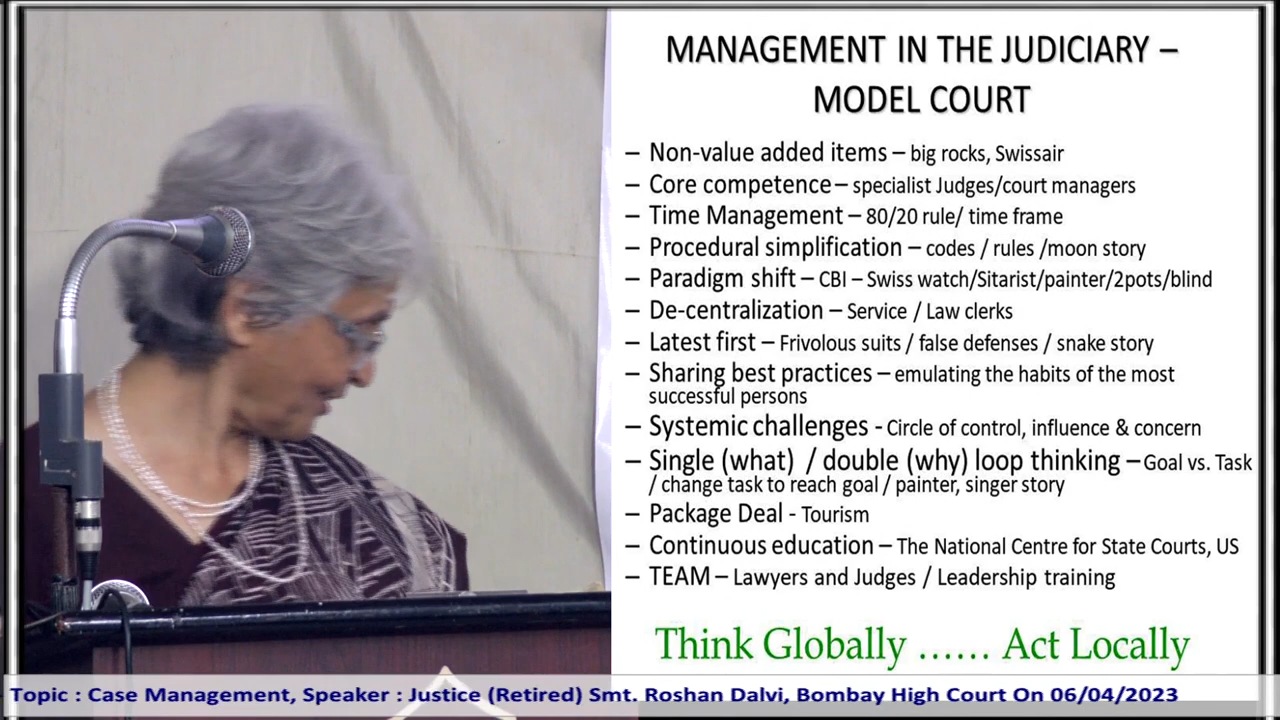 MANAGEMENT IN THE JUDICIARY –
MODEL COURT
– Non-value added items – big rocks, Swissair
– Core competence – specialist Judges/court managers
– Time Management – 80/20 rule/ time frame
– Procedural simplification – codes / rules /moon story
– Paradigm shift – CBI – Swiss watch/Sitarist/painter/2pots/blind
– De-centralization – Service / Law clerks
– Latest first – Frivolous suits / false defenses / snake story
– Sharing best practices – emulating the habits of the most
successful persons
– Systemic challenges - Circle of control, influence & concern
– Single (what) / double (why) loop thinking – Goal vs. Task
/ change task to reach goal / painter, singer story
– Package Deal - Tourism
– Continuous education – The National Centre for State Courts, US
– TEAM – Lawyers and Judges / Leadership training
Think Globally ...... Act Locally
Topic : Case Management, Speaker : Justice (Retired) Smt. Roshan Dalvi, Bombay High Court On 06/04/2023